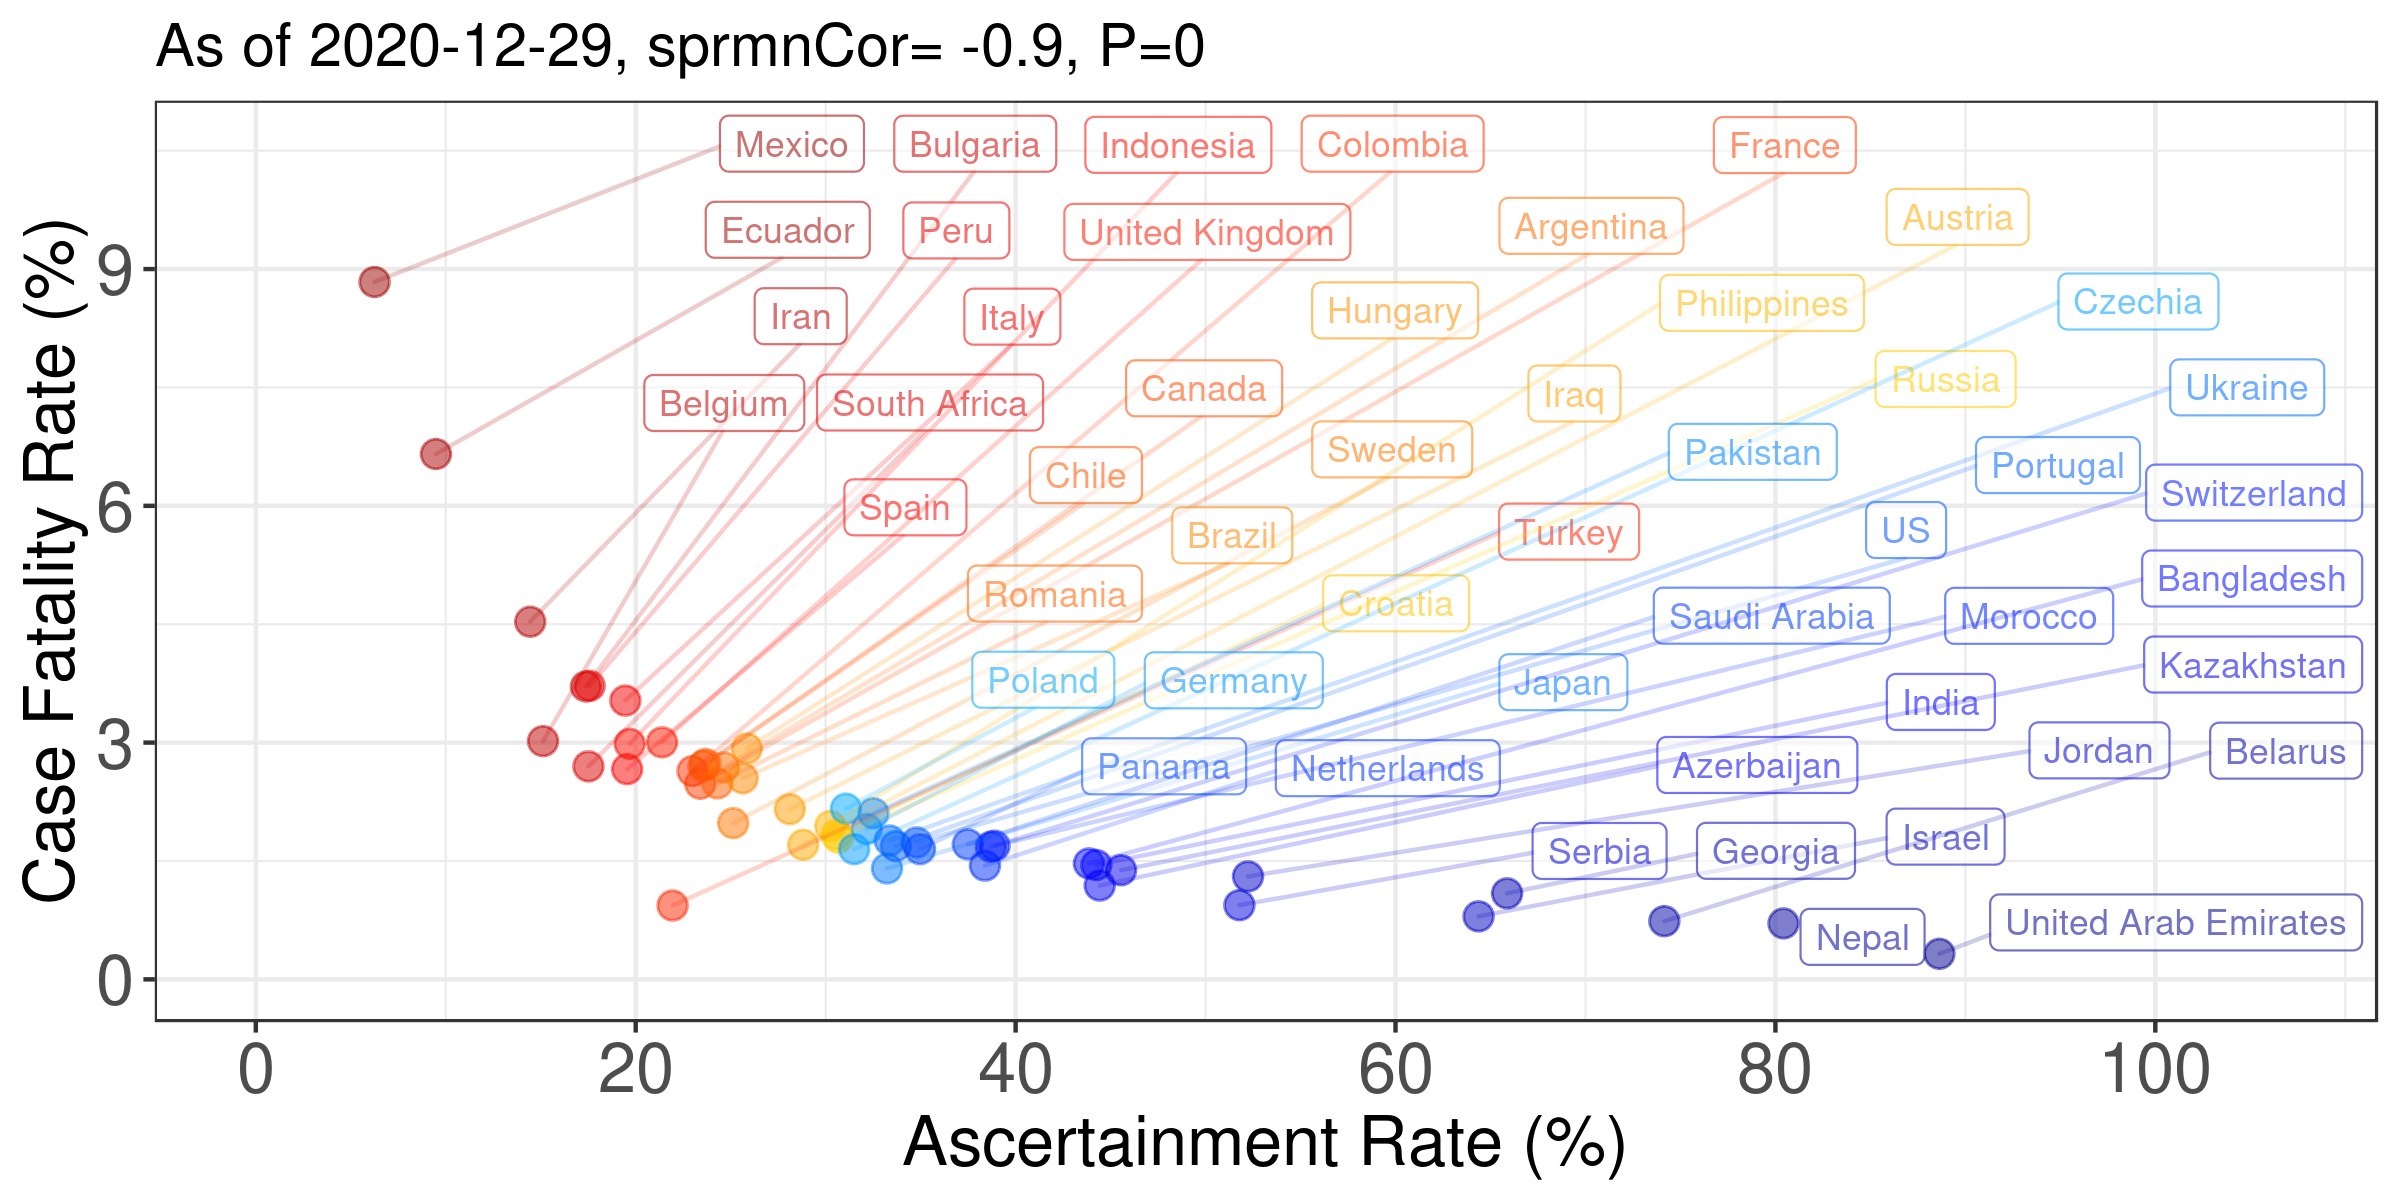 As of 2020-12-29, sprmnCor= -0.9, P=0
Mexico
Bulgaria
Indonesia
Colombia
France
Ecuador
Peru
United Kingdom
Argentina
Austria
Iran
Italy
Hungary
Philippines
Czechia
Belgium
South Africa
Canada
Iraq
Russia
Ukraine
Chile
Sweden
Pakistan
Portugal
Spain
Brazil
Turkey
US
Switzerland
Romania
Croatia
Saudi Arabia
Morocco
Bangladesh
Poland
Germany
Japan
India
Kazakhstan
Panama
Netherlands
Azerbaijan
Jordan
Belarus
Serbia
Georgia
Israel
Nepal
United Arab Emirates
Case Fatality Rate (%)
9
6
3
0
0 20 40 60 80 100
Ascertainment Rate (%)